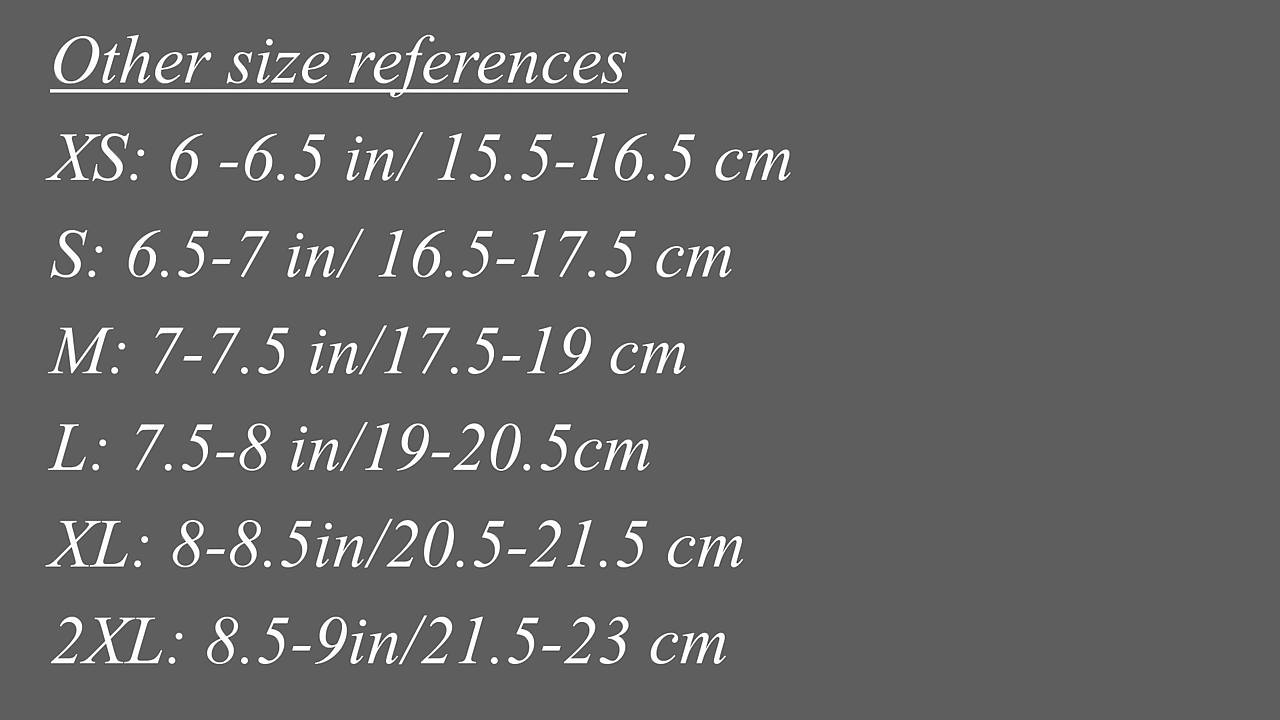 Other size references
XS: 6 -6.5 in/ 15.5-16.5 cm
S: 6.5-7 in/ 16.5-17.5 cm
M: 7-7.5 in/17.5-19 cm
L: 7.5-8 in/19-20.5cm
XL: 8-8.5in/20.5-21.5 cm
2XL: 8.5-9in/21.5-23 cm